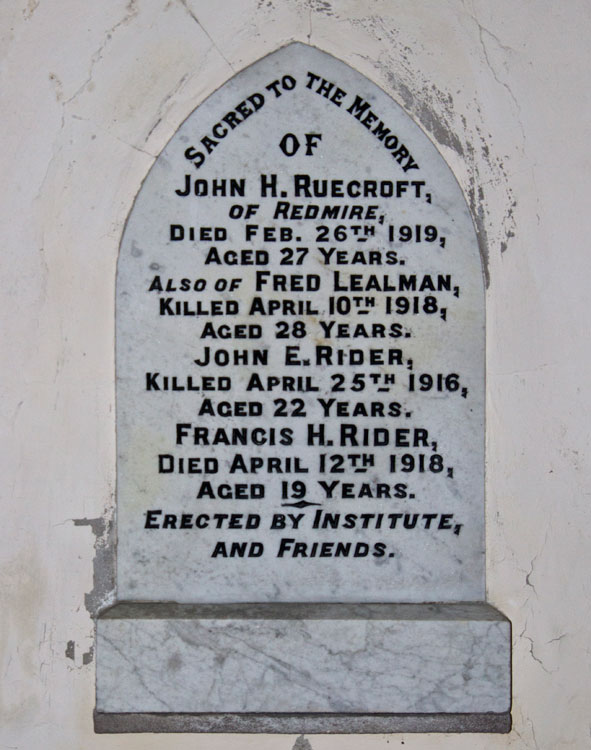 SACRED TO THE MEMORY
OF
JOHN H. RUECROFT,
OF REDMIRE,
DIED FEB. 26TH 1919,
AGED 27 YEARS.
ALSO OF FRED LEALMAN,
KILLED APRIL 10TH 1918,
AGED 28 YEARS.
JOHN E. RIDER,
KILLED APRIL 25TH 1916,
AGED 22 YEARS.
FRANCIS H. RIDER,
DIED APRIL 12TH 1918,
AGED 19 YEARS.
ERECTED BY INSTITUTE,
AND FRIENDS.